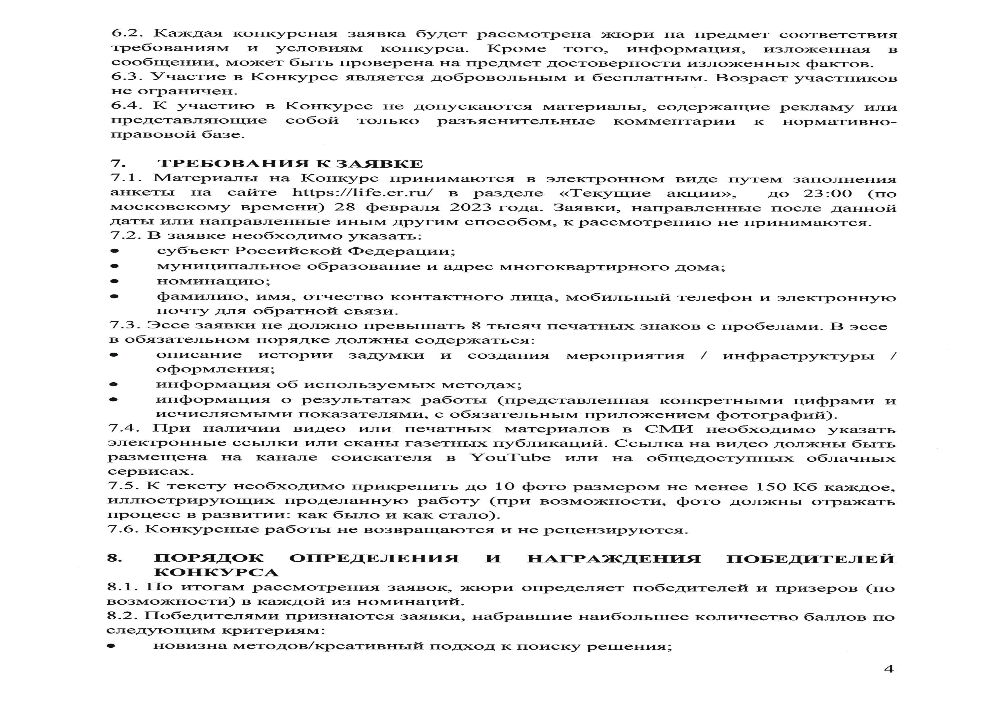 6.2. Каждая конкурсная заявка будет рассмотрена жюри на предмет соответствия
требованиям и условиям конкурса. Кроме того, информация, изложенная в
сообщении, может быть проверена на предмет достоверности изложенных фактов.
6.3. Участие в Конкурсе является добровольным и бесплатным. Возраст участников
не ограничен.
6.4. К участию в Конкурсе не допускаются материалы, содержащие рекламу или
представляющие собой только разъяснительные комментарии к нормативно-
правовой базе.
7. ТРЕБОВАНИЯ К ЗАЯВКЕ
7.1. Материалы на Конкурс принимаются в электронном виде путем заполнения
анкеты на сайте https://life.er.ru/ в разделе «Текущие акции», до 23:00 (по
московскому времени) 28 февраля 2023 года. Заявки, направленные после данной
даты или направленные иным другим способом, к рассмотрению не принимаются.
7.2. В заявке необходимо указать:
• субъект Российской Федерации;
• муниципальное образование и адрес многоквартирного дома;
• номинацию;
• фамилию, имя, отчество контактного лица, мобильный телефон и электронную
почту для обратной связи.
7.3. Эссе заявки не должно превышать 8 тысяч печатных знаков с пробелами. В эссе
в обязательном порядке должны содержаться:
• описание истории задумки и создания мероприятия / инфраструктуры /
оформления;
• информация об используемых методах;
• информация о результатах работы (представленная конкретными цифрами и
исчисляемыми показателями, с обязательным приложением фотографий).
7.4. При наличии видео или печатных материалов в СМИ необходимо указать
электронные ссылки или сканы газетных публикаций. Ссылка на видео должны быть
размещена на канале соискателя в YouTube или на общедоступных облачных
сервисах.
7.5. К тексту необходимо прикрепить до 10 фото размером не менее 150 Кб каждое,
иллюстрирующих проделанную работу (при возможности, фото должны отражать
процесс в развитии: как было и как стало).
7.6. Конкурсные работы не возвращаются и не рецензируются.
8. ПОРЯДОК ОПРЕДЕЛЕНИЯ И НАГРАЖДЕНИЯ ПОБЕДИТЕЛЕЙ
КОНКУРСА
8.1. По итогам рассмотрения заявок, жюри определяет победителей и призеров (по
возможности) в каждой из номинаций.
8.2. Победителями признаются заявки, набравшие наибольшее количество баллов по
следующим критериям:
• новизна методов/креативный подход к поиску решения;
4